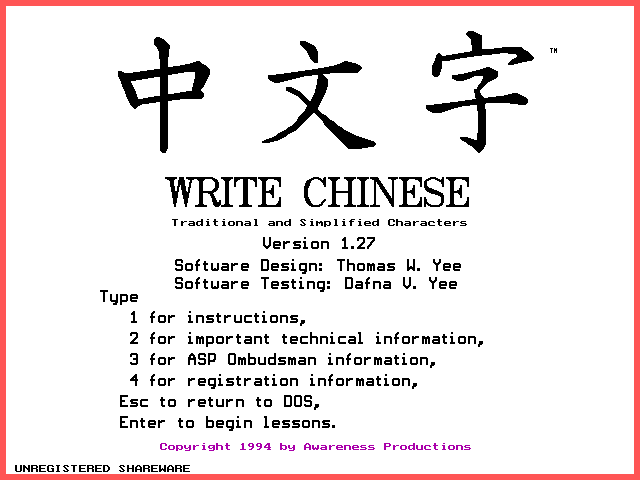 中文字™
WRITE CHINESE
Traditional and Simplified Characters
Version 1.27
Software Design: Thomas W. Yee
Software Testing: Dafna V. Yee
Type
1 for instructions,
2 for important technical information,
3 for ASP Ombudsman information,
4 for registration information,
Esc to return to DOS,
Enter to begin lessons.
Copyright 1994 by Awareness Productions
UNREGISTERED SHAREWARE